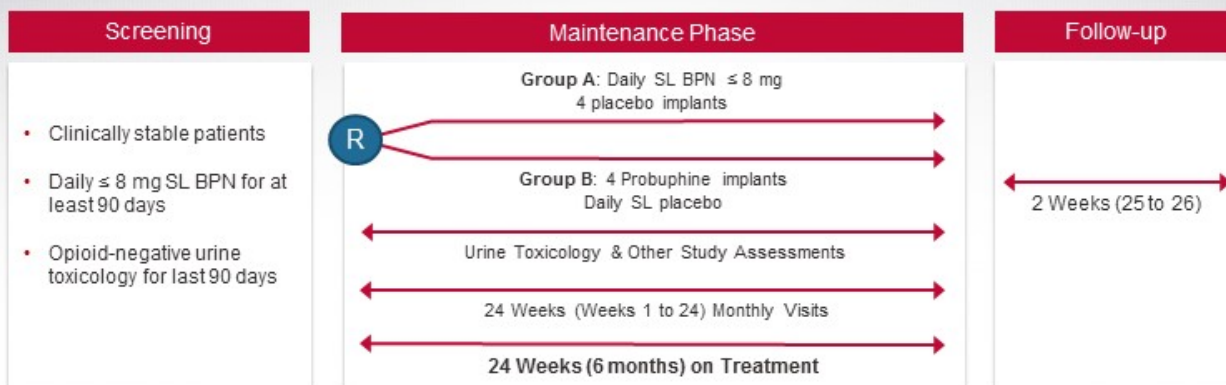 Screening
• Clinically stable patients
• Daily ≤ 8 mg SL BPN for at
least 90 days
• Opioid-negative urine
toxicology for last 90 days
Maintenance Phase
Group A: Daily SL BPN ≤ 8 mg
4 placebo implants
R
Group B: 4 Probuphine implants
Daily SL placebo
Urine Toxicology & Other Study Assessments
24 Weeks (Weeks 1 to 24) Monthly Visits
24 Weeks (6 months) on Treatment
Follow-up
2 Weeks (25 to 26)